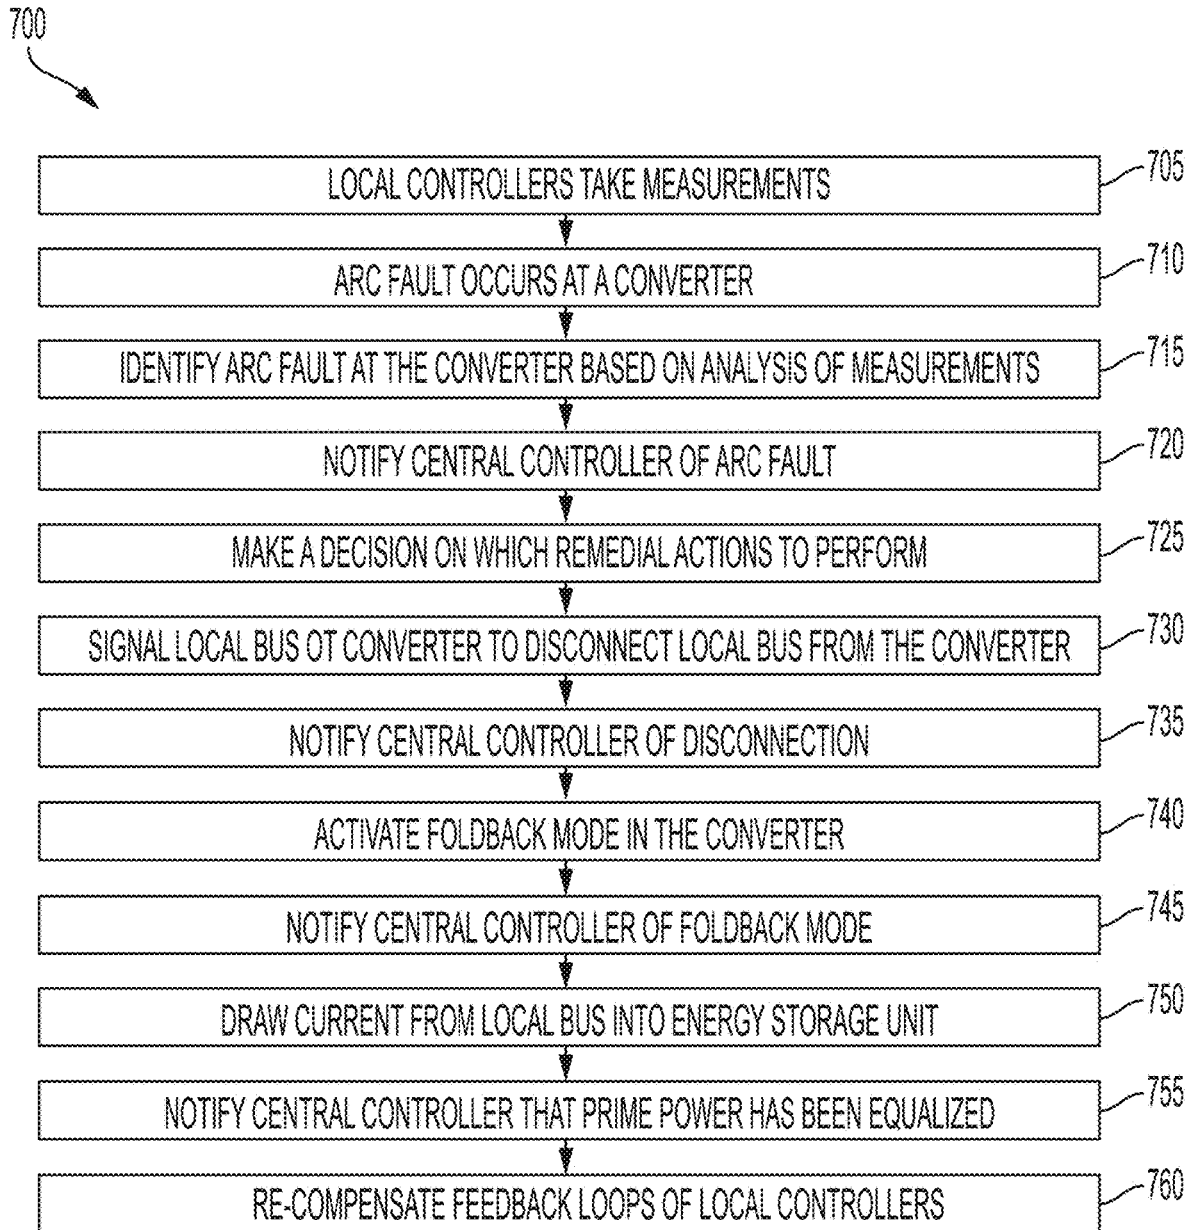 700
LOCAL CONTROLLERS TAKE MEASUREMENTS 705
ARC FAULT OCCURS AT A CONVERTER 710
IDENTIFY ARC FAULT AT THE CONVERTER BASED ON ANALYSIS OF MEASUREMENTS 715
NOTIFY CENTRAL CONTROLLER OF ARC FAULT 720
MAKE A DECISION ON WHICH REMEDIAL ACTIONS TO PERFORM 725
SIGNAL LOCAL BUS OT CONVERTER TO DISCONNECT LOCAL BUS FROM THE CONVERTER 730
NOTIFY CENTRAL CONTROLLER OF DISCONNECTION 735
ACTIVATE FOLDBACK MODE IN THE CONVERTER 740
NOTIFY CENTRAL CONTROLLER OF FOLDBACK MODE 745
DRAW CURRENT FROM LOCAL BUS INTO ENERGY STORAGE UNIT 750
NOTIFY CENTRAL CONTROLLER THAT PRIME POWER HAS BEEN EQUALIZED 755
RE-COMPENSATE FEEDBACK LOOPS OF LOCAL CONTROLLERS 760